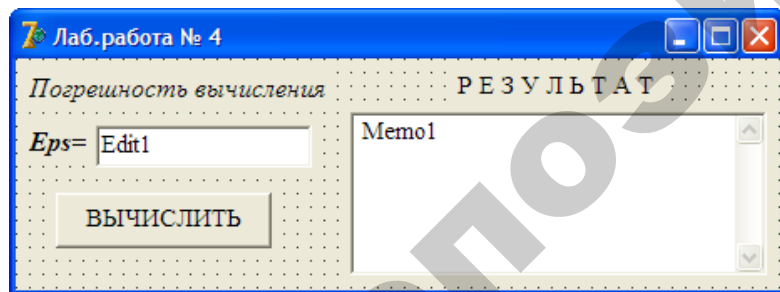 Лаб.работа № 4
Погрешность вычисления
РЕЗУЛЬТАТ
Eps= Edit1
Memo1
ВЫЧИСЛИТЬ